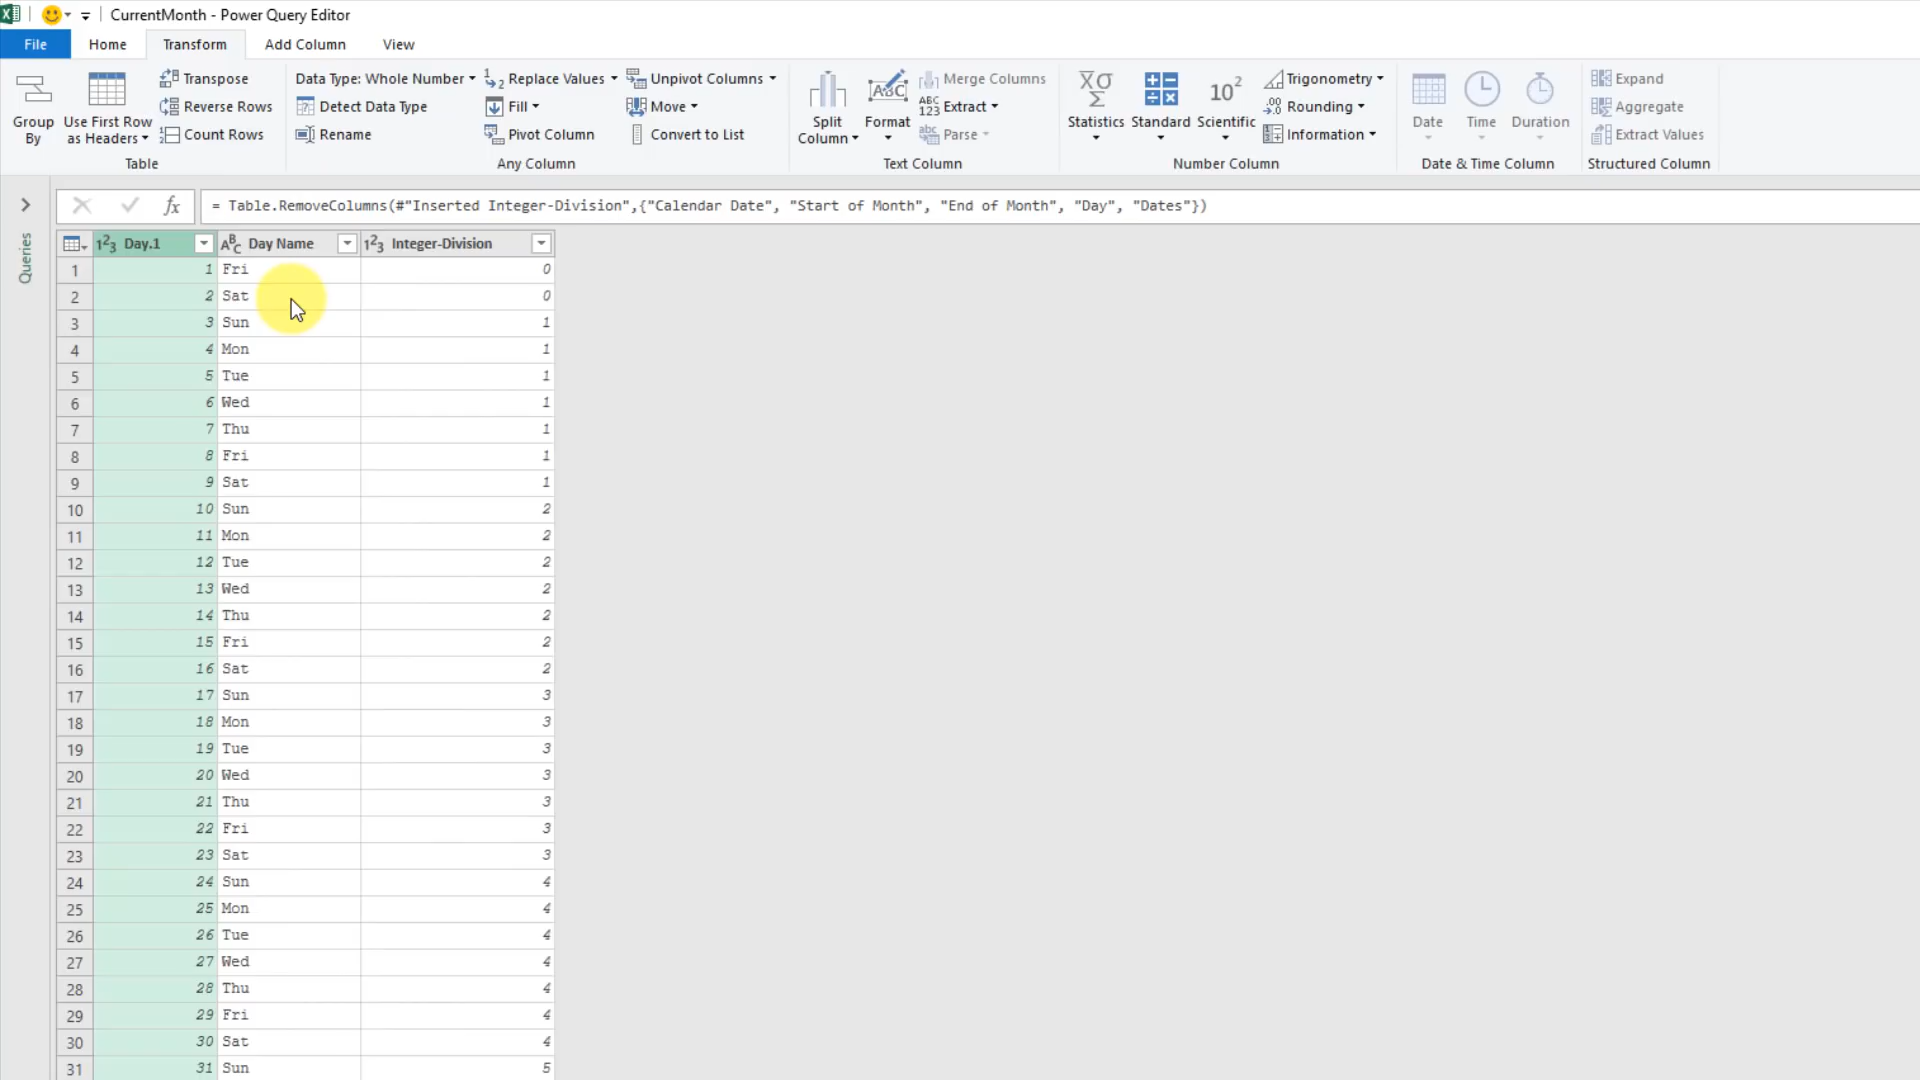 CurrentMonth - Power Query Editor
File Home Transform Add Column View
Group By
Use First Row as Headers
Transpose
Reverse Rows
Count Rows
Table
Data Type: Whole Number
Detect Data Type
Rename
Replace Values
Fill
Pivot Column
Unpivot Columns
Move
Convert to List
Any Column
Split Column
Format
Merge Columns
Extract
Parse
Text Column
Statistics
Standard
Scientific
Trigonometry
Rounding
Information
Number Column
Date
Time
Duration
Date & Time Column
Expand
Aggregate
Extract Values
Structured Column
Queries
fx = Table.RemoveColumns(#"Inserted Integer-Division",{"Calendar Date", "Start of Month", "End of Month", "Day", "Dates"})
Day.1 Day Name Integer-Division
1 1 Fri 0
2 2 Sat 0
3 3 Sun 1
4 4 Mon 1
5 5 Tue 1
6 6 Wed 1
7 7 Thu 1
8 8 Fri 1
9 9 Sat 1
10 10 Sun 2
11 11 Mon 2
12 12 Tue 2
13 13 Wed 2
14 14 Thu 2
15 15 Fri 2
16 16 Sat 2
17 17 Sun 3
18 18 Mon 3
19 19 Tue 3
20 20 Wed 3
21 21 Thu 3
22 22 Fri 3
23 23 Sat 3
24 24 Sun 4
25 25 Mon 4
26 26 Tue 4
27 27 Wed 4
28 28 Thu 4
29 29 Fri 4
30 30 Sat 4
31 31 Sun 5